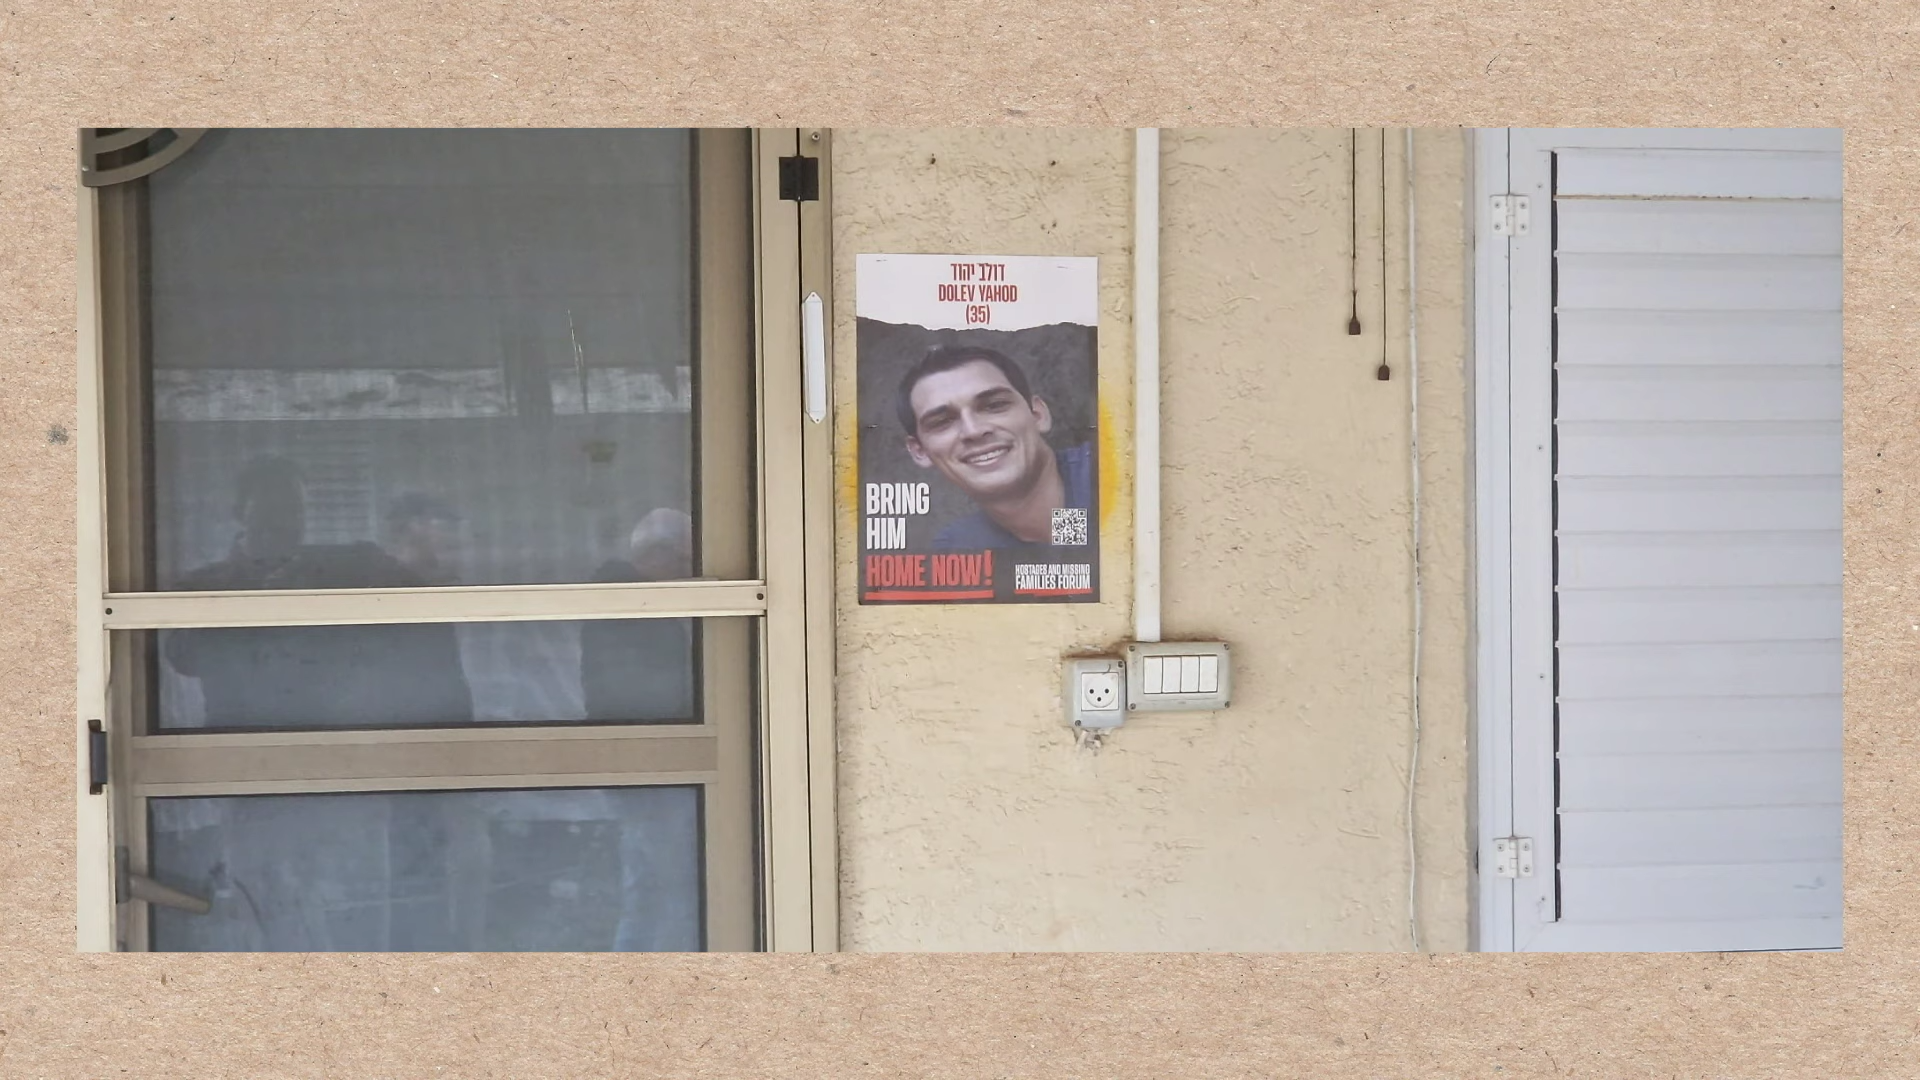 דולב יהוד
DOLEV YAHOD
(35)
BRING
HIM
HOME NOW!
HOSTAGES AND MISSING
FAMILIES FORUM